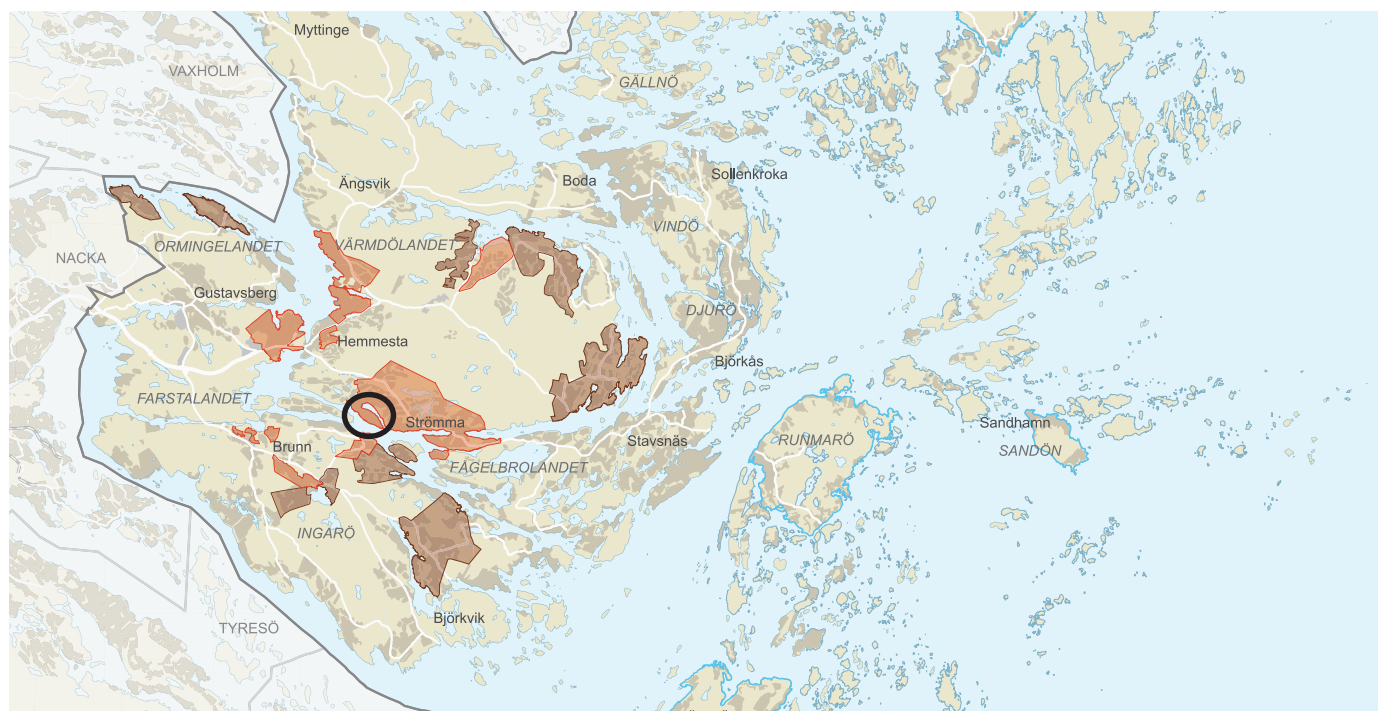 Myttinge
VAXHOLM
GÄLLNÖ
Ängsvik
Boda
Sollenkroka
VINDÖ
ORMINGELANDET
VÄRMDÖLANDET
NACKA
Gustavsberg
DJURÖ
Hemmesta
Björkås
FARSTALANDET
Strömma
Sandhamn
Brunn
Stavsnäs
RUNMARÖ
SANDÖN
FÅGELBROLANDET
INGARÖ
Björkvik
TYRESÖ